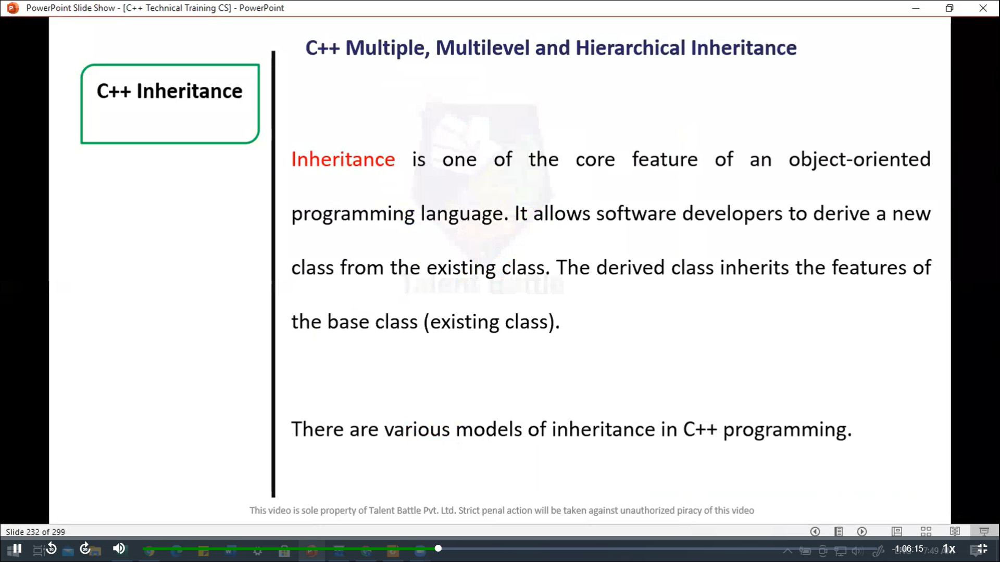 PowerPoint Slide Show - [C++ Technical Training CS] - PowerPoint
C++ Multiple, Multilevel and Hierarchical Inheritance
C++ Inheritance
Inheritance is one of the core feature of an object-oriented
programming language. It allows software developers to derive a new
class from the existing class. The derived class inherits the features of
the base class (existing class).
Talent Battle
There are various models of inheritance in C++ programming.
This video is sole property of Talent Battle Pvt. Ltd. Strict penal action will be taken against unauthorized piracy of this video
Slide 232 of 299
10
30
-1:06:15
1x